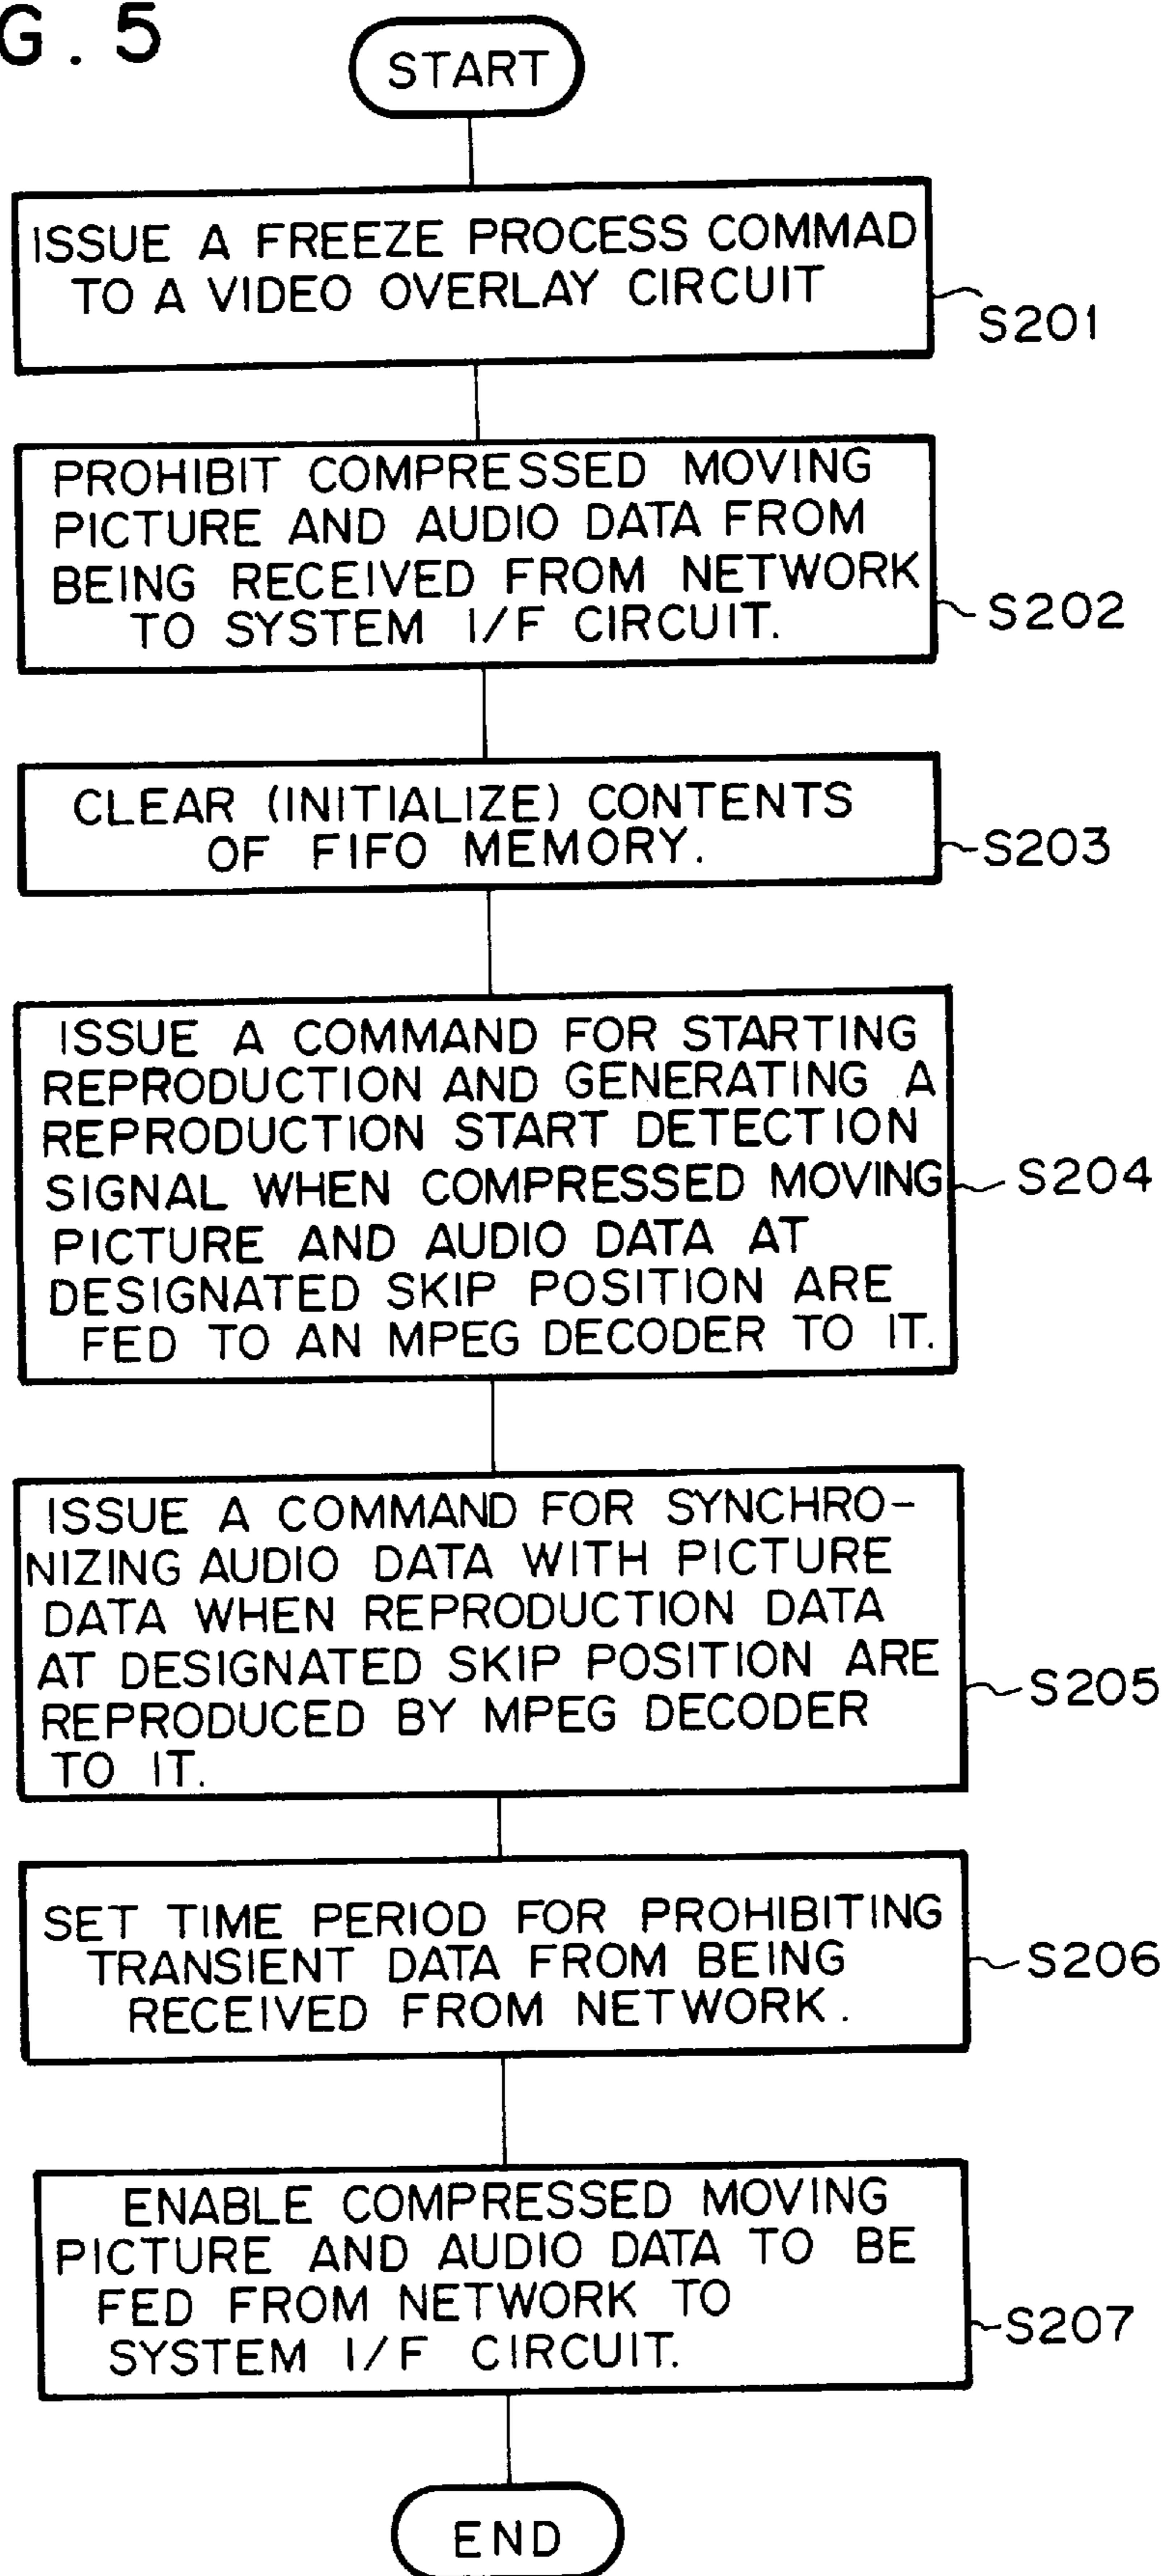 G. 5
START
ISSUE A FREEZE PROCESS COMMAD
TO A VIDEO OVERLAY CIRCUIT
S201
PROHIBIT COMPRESSED MOVING
PICTURE AND AUDIO DATA FROM
BEING RECEIVED FROM NETWORK
TO SYSTEM I/F CIRCUIT.
S202
CLEAR (INITIALIZE) CONTENTS
OF FIFO MEMORY.
S203
ISSUE A COMMAND FOR STARTING
REPRODUCTION AND GENERATING A
REPRODUCTION START DETECTION
SIGNAL WHEN COMPRESSED MOVING
PICTURE AND AUDIO DATA AT
DESIGNATED SKIP POSITION ARE
FED TO AN MPEG DECODER TO IT.
S204
ISSUE A COMMAND FOR SYNCHRO-
NIZING AUDIO DATA WITH PICTURE
DATA WHEN REPRODUCTION DATA
AT DESIGNATED SKIP POSITION ARE
REPRODUCED BY MPEG DECODER
TO IT.
S205
SET TIME PERIOD FOR PROHIBITING
TRANSIENT DATA FROM BEING
RECEIVED FROM NETWORK.
S206
ENABLE COMPRESSED MOVING
PICTURE AND AUDIO DATA TO BE
FED FROM NETWORK TO
SYSTEM I/F CIRCUIT.
S207
END